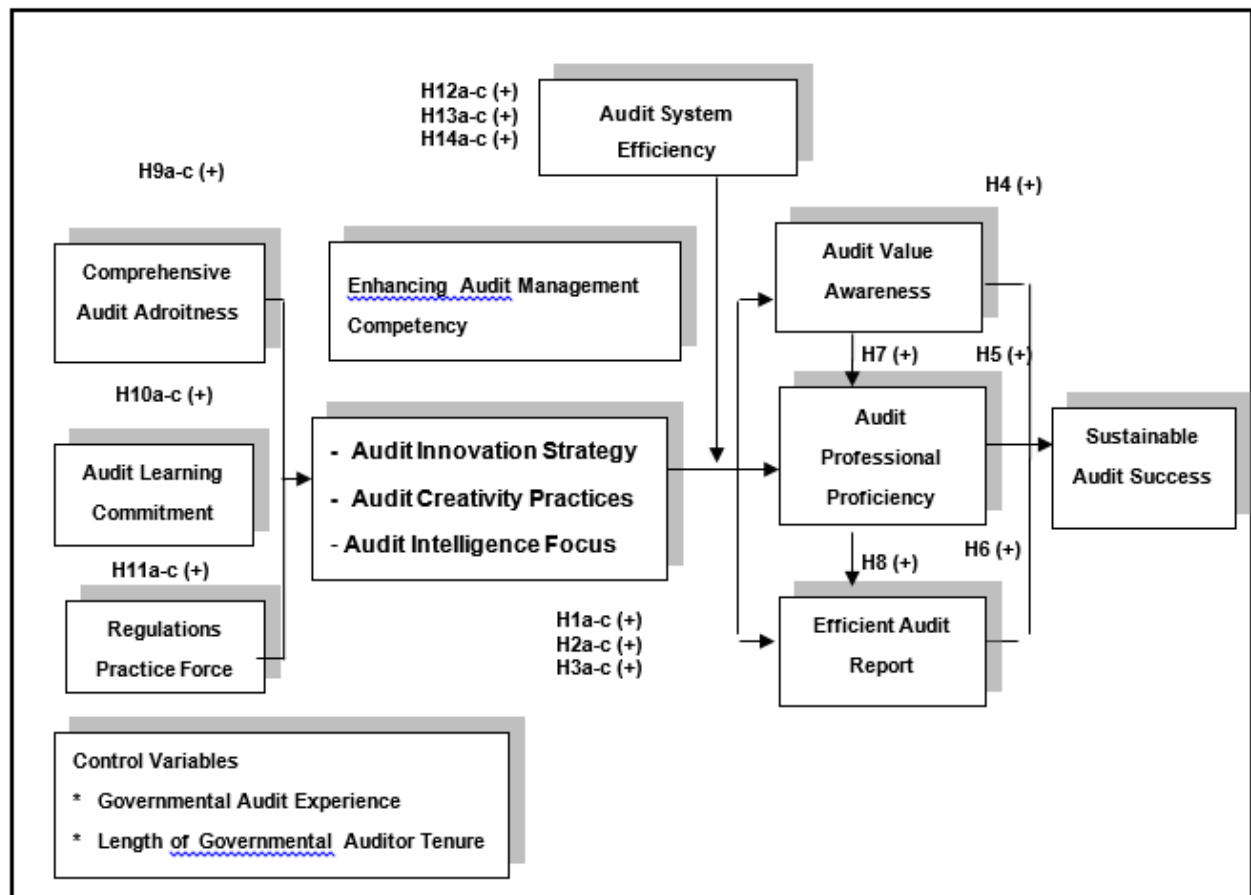 H12a-c (+)
H13a-c (+)
H14a-c (+)
Audit System
Efficiency
H9a-c (+)
H4 (+)
Comprehensive
Audit Adroitness
Enhancing Audit Management
Competency
Audit Value
Awareness
H7 (+)
H5 (+)
H10a-c (+)
Audit Learning
Commitment
- Audit Innovation Strategy
- Audit Creativity Practices
- Audit Intelligence Focus
Audit
Professional
Proficiency
Sustainable
Audit Success
H11a-c (+)
H8 (+)
H6 (+)
Regulations
Practice Force
H1a-c (+)
H2a-c (+)
H3a-c (+)
Efficient Audit
Report
Control Variables
* Governmental Audit Experience
* Length of Governmental Auditor Tenure